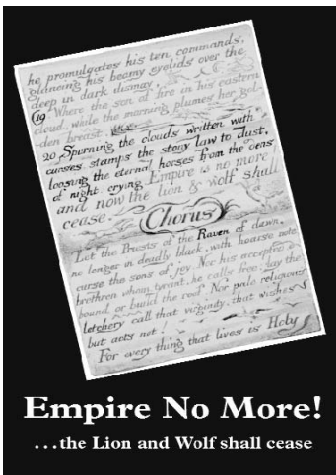 he promulgates his ten commands,
glancing his beamy eyelids over the
deep in dark dismay,
19 Where the son of fire in his eastern
cloud, while the morning plumes her gol-
den breast,
20 Spurning the clouds written with
curses, stamps the stony law to dust,
loosing the eternal horses from the dens
of night, crying Empire is no more!
and now the lion & wolf shall
cease.
Chorus
Let the Priests of the Raven of dawn,
no longer in deadly black, with hoarse note
curse the sons of joy. Nor his accepted
brethren whom, tyrant, he calls free: lay the
bound or build the roof. Nor pale religious
letchery call that virginity, that wishes
but acts not!
For every thing that lives is Holy
Empire No More!
...the Lion and Wolf shall cease